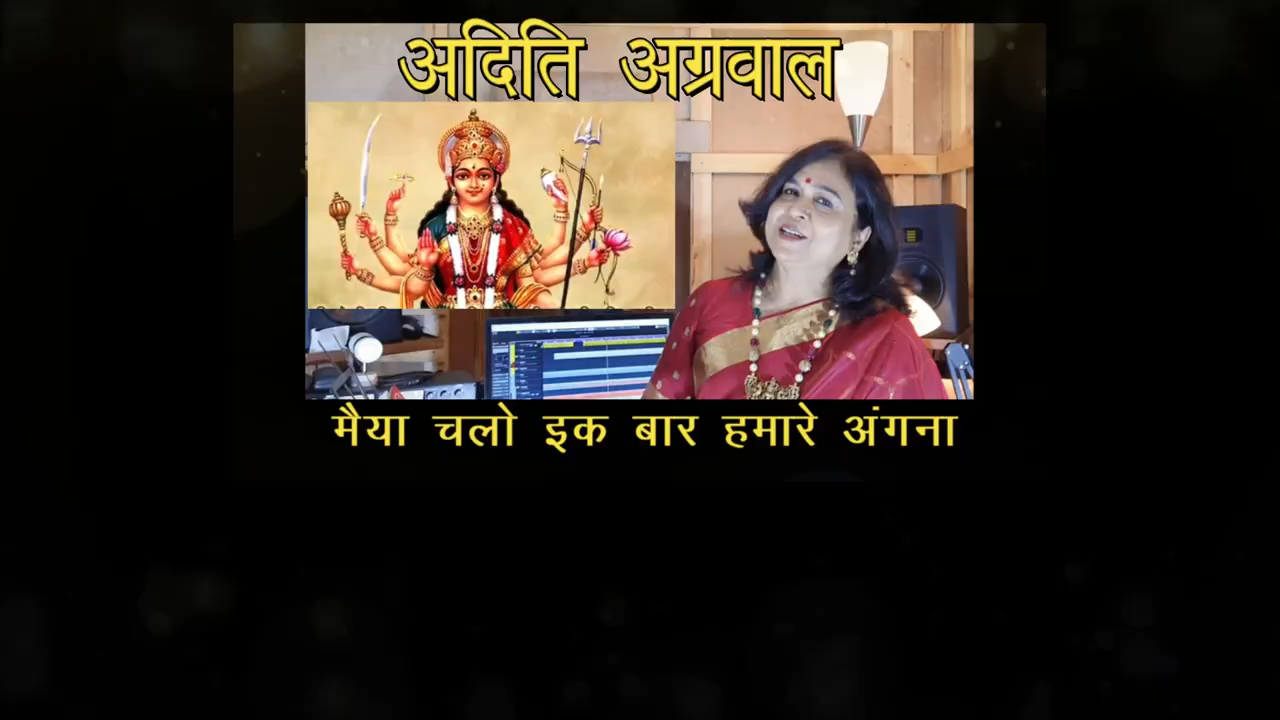 अदिति अग्रवाल
मैया चलो इक बार हमारे अंगना